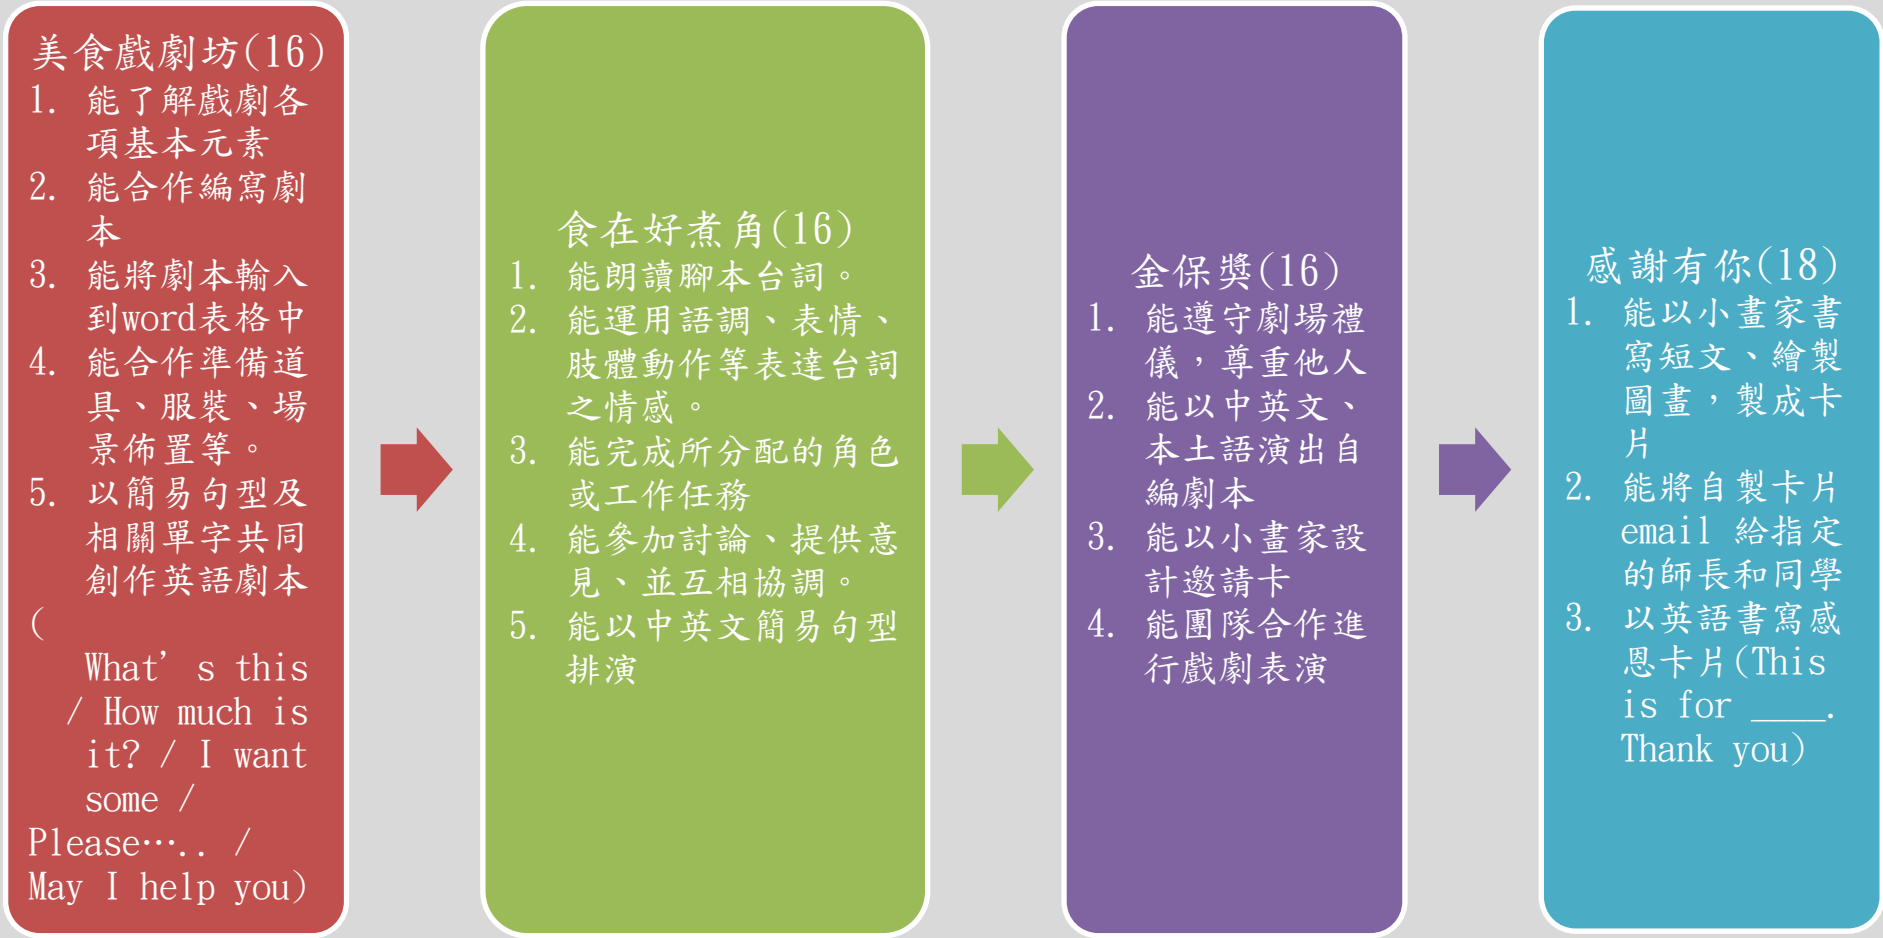 美食戲劇坊(16)
1. 能了解戲劇各
項基本元素
2. 能合作編寫劇
本
3. 能將劇本輸入
到word表格中
4. 能合作準備道
具、服裝、場
景佈置等。
5. 以簡易句型及
相關單字共同
創作英語劇本
(
What’s this
/ How much is
it? / I want
some /
Please….. /
May I help you)
食在好煮角(16)
1. 能朗讀腳本台詞。
2. 能運用語調、表情、
肢體動作等表達台詞
之情感。
3. 能完成所分配的角色
或工作任務
4. 能參加討論、提供意
見、並互相協調。
5. 能以中英文簡易句型
排演
金保獎(16)
1. 能遵守劇場禮
儀，尊重他人
2. 能以中英文、
本土語演出自
編劇本
3. 能以小畫家設
計邀請卡
4. 能團隊合作進
行戲劇表演
感謝有你(18)
1. 能以小畫家書
寫短文、繪製
圖畫，製成卡
片
2. 能將自製卡片
email 給指定
的師長和同學
3. 以英語書寫感
恩卡片(This
is for ____.
Thank you)